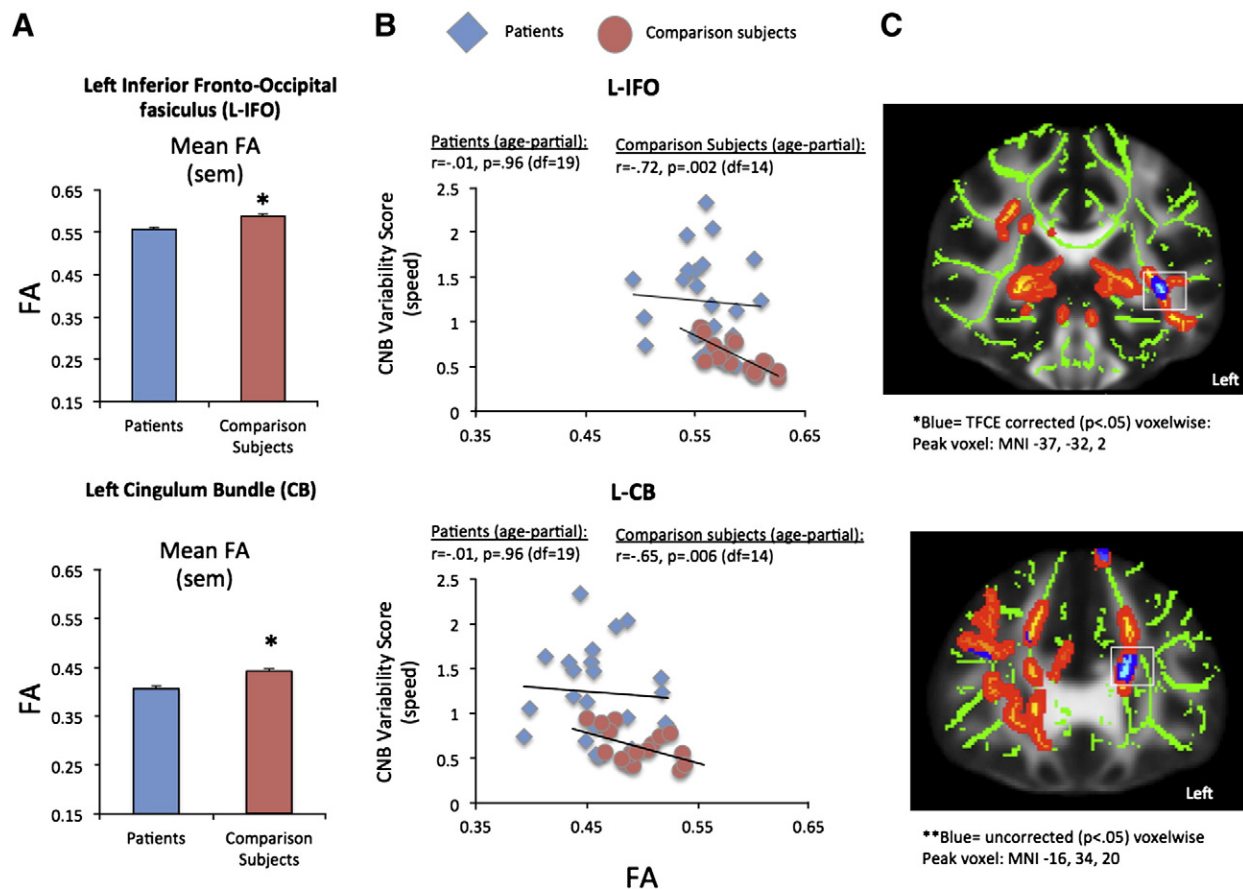 A
Left Inferior Fronto-Occipital
fasiculus (L-IFO)
Mean FA
(sem)
*
0.65
0.55
0.45
0.35
0.25
0.15
FA
Patients
Comparison
Subjects
Left Cingulum Bundle (CB)
Mean FA
(sem)
*
0.65
0.55
0.45
0.35
0.25
0.15
FA
Patients
Comparison
Subjects
B
Patients
Comparison subjects
L-IFO
Patients (age-partial):
r=-.01, p=.96 (df=19)
Comparison Subjects (age-partial):
r=-.72, p=.002 (df=14)
CNB Variability Score
(speed)
2.5
2
1.5
1
0.5
0
0.35
0.45
0.55
0.65
L-CB
Patients (age-partial):
r=-.01, p=.96 (df=19)
Comparison subjects (age-partial):
r=-.65, p=.006 (df=14)
CNB Variability Score
(speed)
2.5
2
1.5
1
0.5
0
0.35
0.45
0.55
0.65
FA
C
Left
*Blue= TFCE corrected (p<.05) voxelwise:
Peak voxel: MNI -37, -32, 2
Left
**Blue= uncorrected (p<.05) voxelwise
Peak voxel: MNI -16, 34, 20